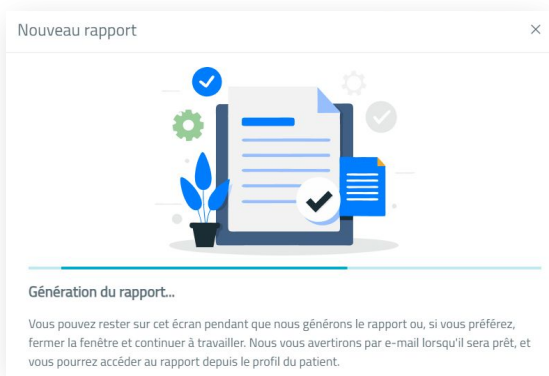 Nouveau rapport
Génération du rapport...
Vous pouvez rester sur cet écran pendant que nous générons le rapport ou, si vous préférez,
fermer la fenêtre et continuer à travailler. Nous vous avertirons par e-mail lorsqu'il sera prêt, et
vous pourrez accéder au rapport depuis le profil du patient.